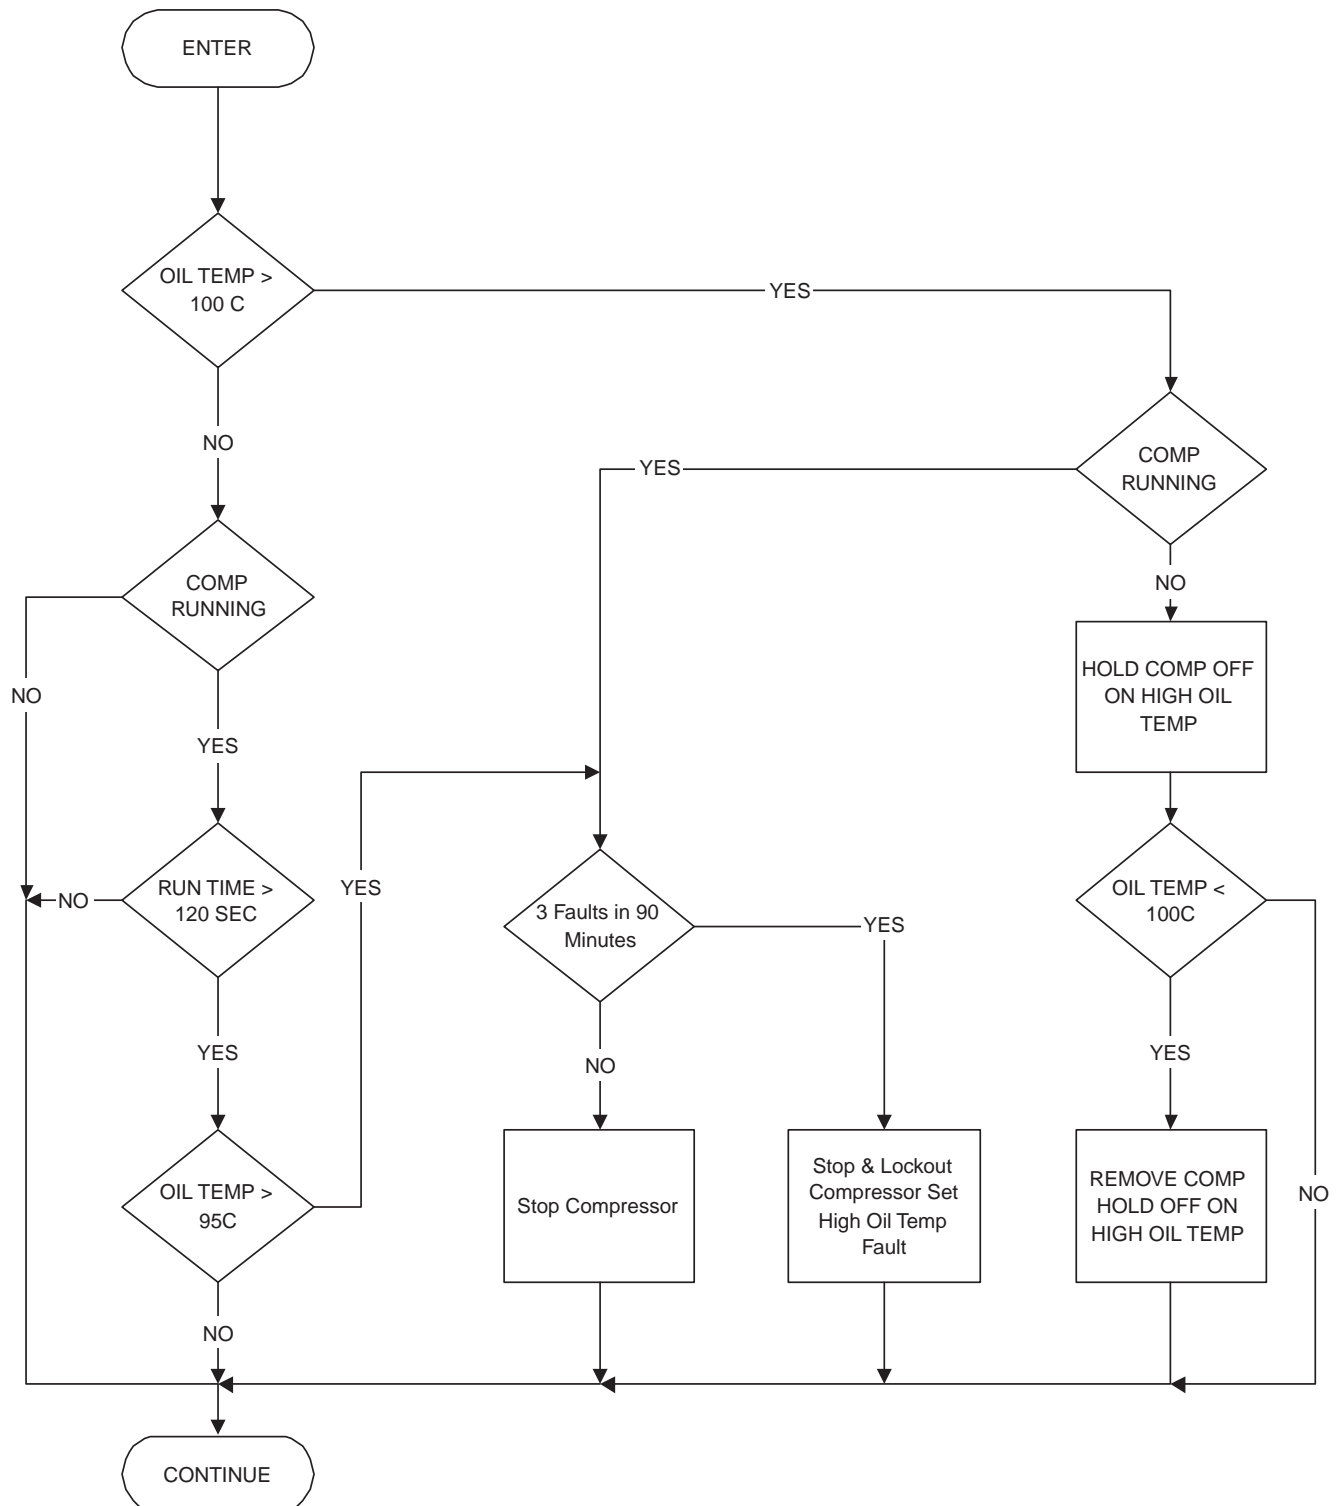 ENTER
OIL TEMP >
100 C
YES
NO
COMP
RUNNING
YES
COMP
RUNNING
NO
NO
HOLD COMP OFF
ON HIGH OIL
TEMP
YES
RUN TIME >
120 SEC
NO
YES
3 Faults in 90
Minutes
YES
OIL TEMP <
100C
YES
NO
YES
OIL TEMP >
95C
Stop Compressor
Stop & Lockout
Compressor Set
High Oil Temp
Fault
REMOVE COMP
HOLD OFF ON
HIGH OIL TEMP
NO
NO
CONTINUE